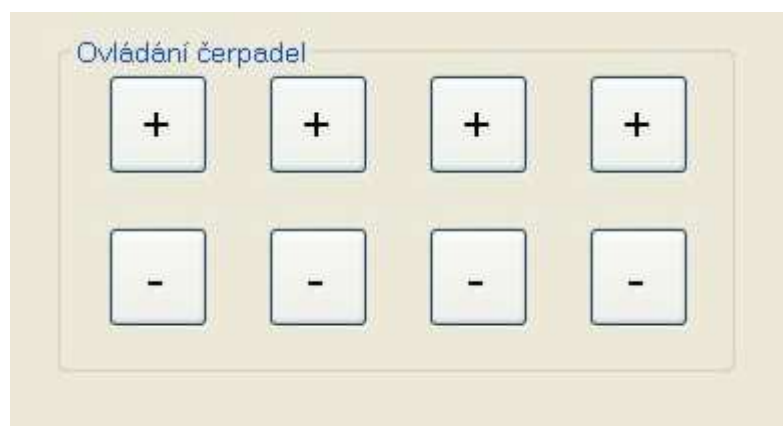 Ovládání čerpadel
+ + + +
- - - -